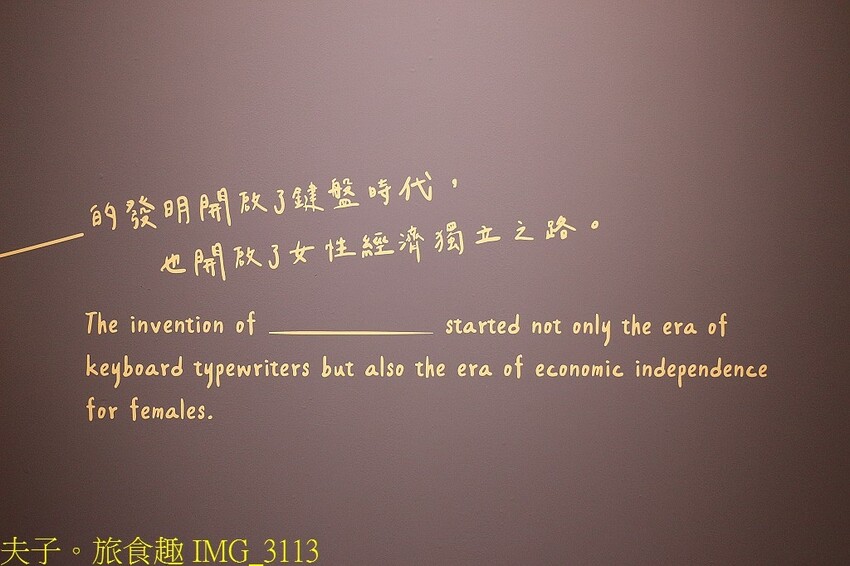 的發明開啟了鍵盤時代，
也開啟了女性經濟獨立之路。
The invention of ____________ started not only the era of
keyboard typewriters but also the era of economic independence
for females.
夫子。旅食趣 IMG_3113